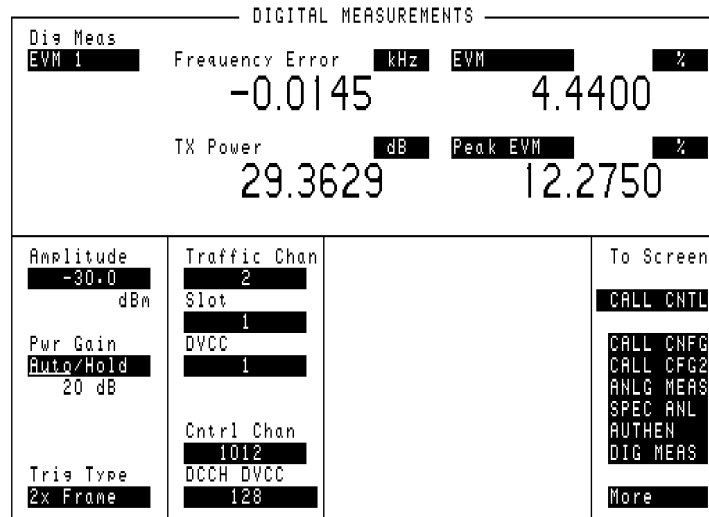 DIGITAL MEASUREMENTS
Dig Meas
EVM 1
Frequency Error kHz
-0.0145
EVM %
4.4400
TX Power dB
29.3629
Peak EVM %
12.2750
Amplitude
-30.0
dBm
Pwr Gain
Auto/Hold
20 dB
Trig Type
2x Frame
Traffic Chan
2
Slot
1
DVCC
1
Cntrl Chan
1012
DCCH DVCC
128
To Screen
CALL CNTL
CALL CNFG
CALL CFG2
ANLG MEAS
SPEC ANL
AUTHEN
DIG MEAS
More